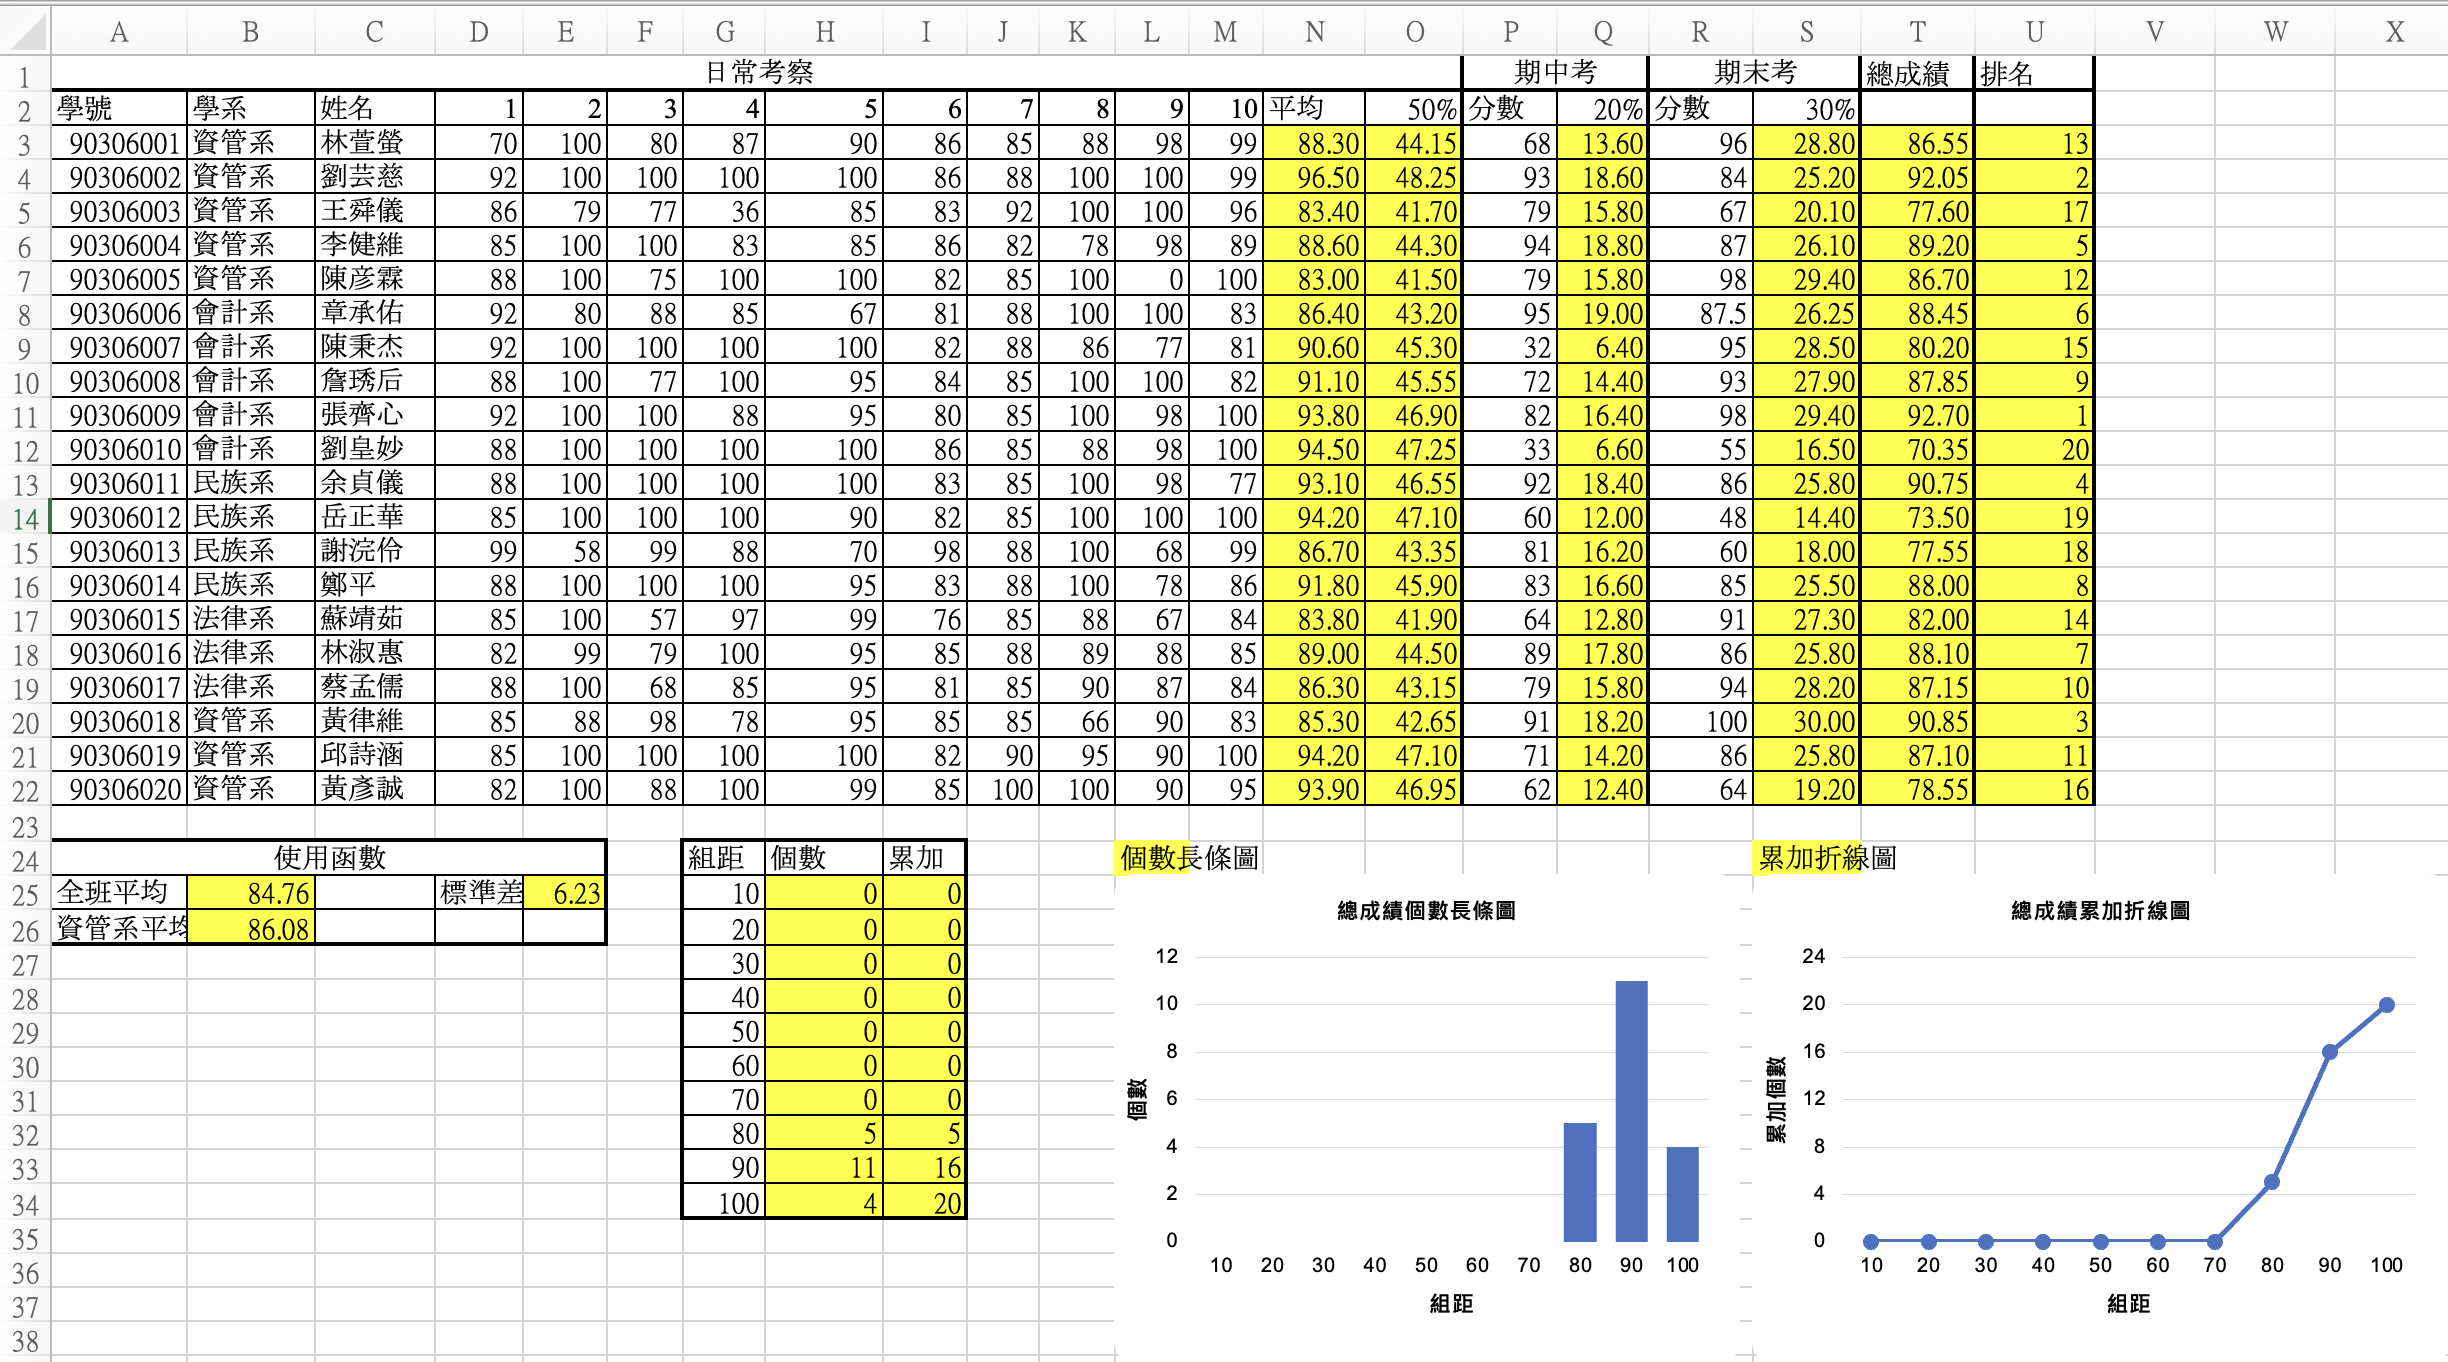 A B C D E F G H I J K L M N O P Q R S T U V W X
1 日常考察 期中考 期末考 總成績 排名
2 學號 學系 姓名 1 2 3 4 5 6 7 8 9 10 平均 50% 分數 20% 分數 30%
3 90306001 資管系 林萱螢 70 100 80 87 90 86 85 88 98 99 88.30 44.15 68 13.60 96 28.80 86.55 13
4 90306002 資管系 劉芸慈 92 100 100 100 100 86 88 100 100 99 96.50 48.25 93 18.60 84 25.20 92.05 2
5 90306003 資管系 王舜儀 86 79 77 36 85 83 92 100 100 96 83.40 41.70 79 15.80 67 20.10 77.60 17
6 90306004 資管系 李健維 85 100 100 83 85 86 82 78 98 89 88.60 44.30 94 18.80 87 26.10 89.20 5
7 90306005 資管系 陳彦霖 88 100 75 100 100 82 85 100 0 100 83.00 41.50 79 15.80 98 29.40 86.70 12
8 90306006 會計系 章承佑 92 80 88 85 67 81 88 100 100 83 86.40 43.20 95 19.00 87.5 26.25 88.45 6
9 90306007 會計系 陳秉杰 92 100 100 100 100 82 88 86 77 81 90.60 45.30 32 6.40 95 28.50 80.20 15
10 90306008 會計系 詹琇后 88 100 77 100 95 84 85 100 100 82 91.10 45.55 72 14.40 93 27.90 87.85 9
11 90306009 會計系 張齊心 92 100 100 88 95 80 85 100 98 100 93.80 46.90 82 16.40 98 29.40 92.70 1
12 90306010 會計系 劉皇妙 88 100 100 100 100 86 85 88 98 100 94.50 47.25 33 6.60 55 16.50 70.35 20
13 90306011 民族系 余貞儀 88 100 100 100 100 83 85 100 98 77 93.10 46.55 92 18.40 86 25.80 90.75 4
14 90306012 民族系 岳正華 85 100 100 100 90 82 85 100 100 100 94.20 47.10 60 12.00 48 14.40 73.50 19
15 90306013 民族系 謝浣伶 99 58 99 88 70 98 88 100 68 99 86.70 43.35 81 16.20 60 18.00 77.55 18
16 90306014 民族系 鄭平 88 100 100 100 95 83 88 100 78 86 91.80 45.90 83 16.60 85 25.50 88.00 8
17 90306015 法律系 蘇靖茹 85 100 57 97 99 76 85 88 67 84 83.80 41.90 64 12.80 91 27.30 82.00 14
18 90306016 法律系 林淑惠 82 99 79 100 95 85 88 89 88 85 89.00 44.50 89 17.80 86 25.80 88.10 7
19 90306017 法律系 蔡孟儒 88 100 68 85 95 81 85 90 87 84 86.30 43.15 79 15.80 94 28.20 87.15 10
20 90306018 資管系 黃律維 85 88 98 78 95 85 85 66 90 83 85.30 42.65 91 18.20 100 30.00 90.85 3
21 90306019 資管系 邱詩涵 85 100 100 100 100 82 90 95 90 100 94.20 47.10 71 14.20 86 25.80 87.10 11
22 90306020 資管系 黃彥誠 82 100 88 100 99 85 100 100 90 95 93.90 46.95 62 12.40 64 19.20 78.55 16
23
24 使用函數 組距 個數 累加 個數長條圖 累加折線圖
25 全班平均 84.76 標準差 6.23 10 0 0
26 資管系平均 86.08 20 0 0
27 30 0 0
28 40 0 0
29 50 0 0
30 60 0 0
31 70 0 0
32 80 5 5
33 90 11 16
34 100 4 20
35
36
37
38
總成績個數長條圖
12
10
8
6
4
2
0
個數
10 20 30 40 50 60 70 80 90 100
組距
總成績累加折線圖
24
20
16
12
8
4
0
累加個數
10 20 30 40 50 60 70 80 90 100
組距